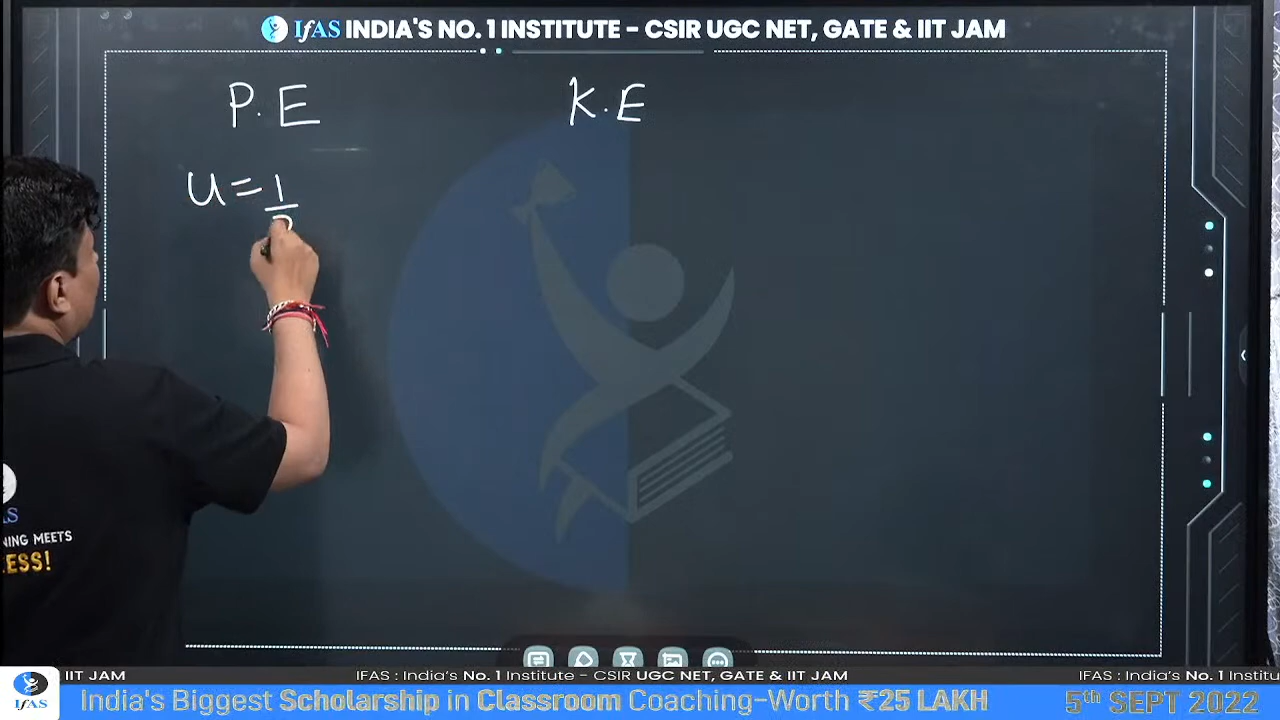 IfAS INDIA'S NO. 1 INSTITUTE - CSIR UGC NET, GATE & IIT JAM
P.E K.E
U = 1/2
AS
NING MEETS
ESS!
IIT JAM IFAS : India's No. 1 Institute - CSIR UGC NET, GATE & IIT JAM IFAS : India's No. 1 Institu
IfAS India's Biggest Scholarship in Classroom Coaching-Worth ₹25 LAKH 5th SEPT 2022